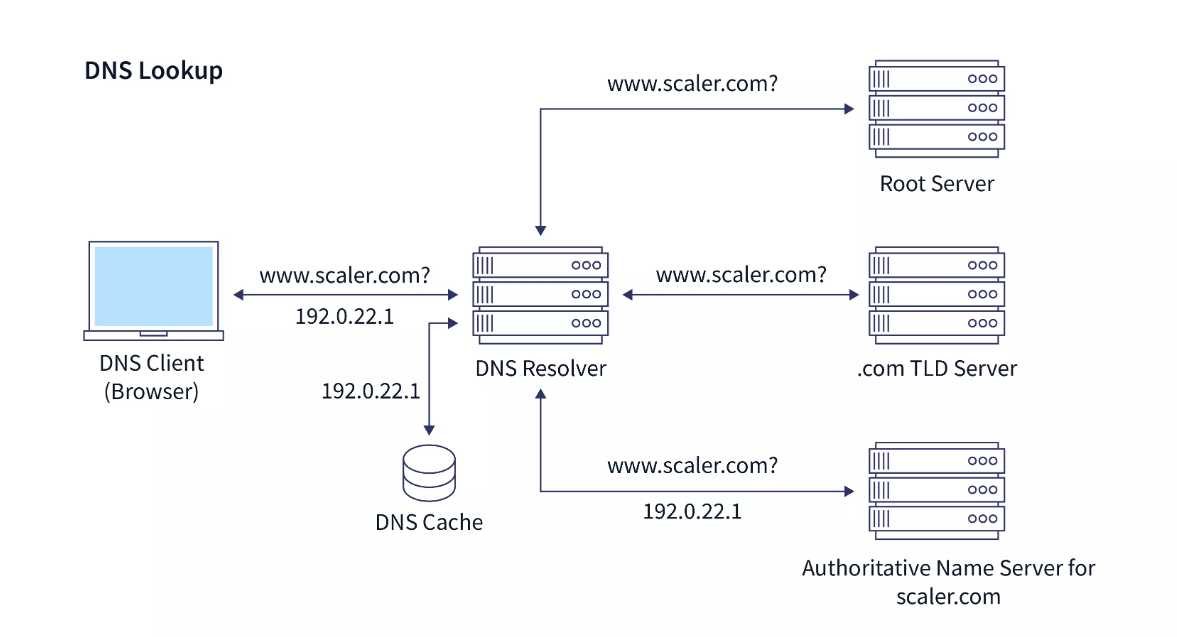 DNS Lookup
www.scaler.com?
Root Server
www.scaler.com?
192.0.22.1
DNS Client
(Browser)
DNS Resolver
www.scaler.com?
.com TLD Server
192.0.22.1
DNS Cache
www.scaler.com?
192.0.22.1
Authoritative Name Server for
scaler.com